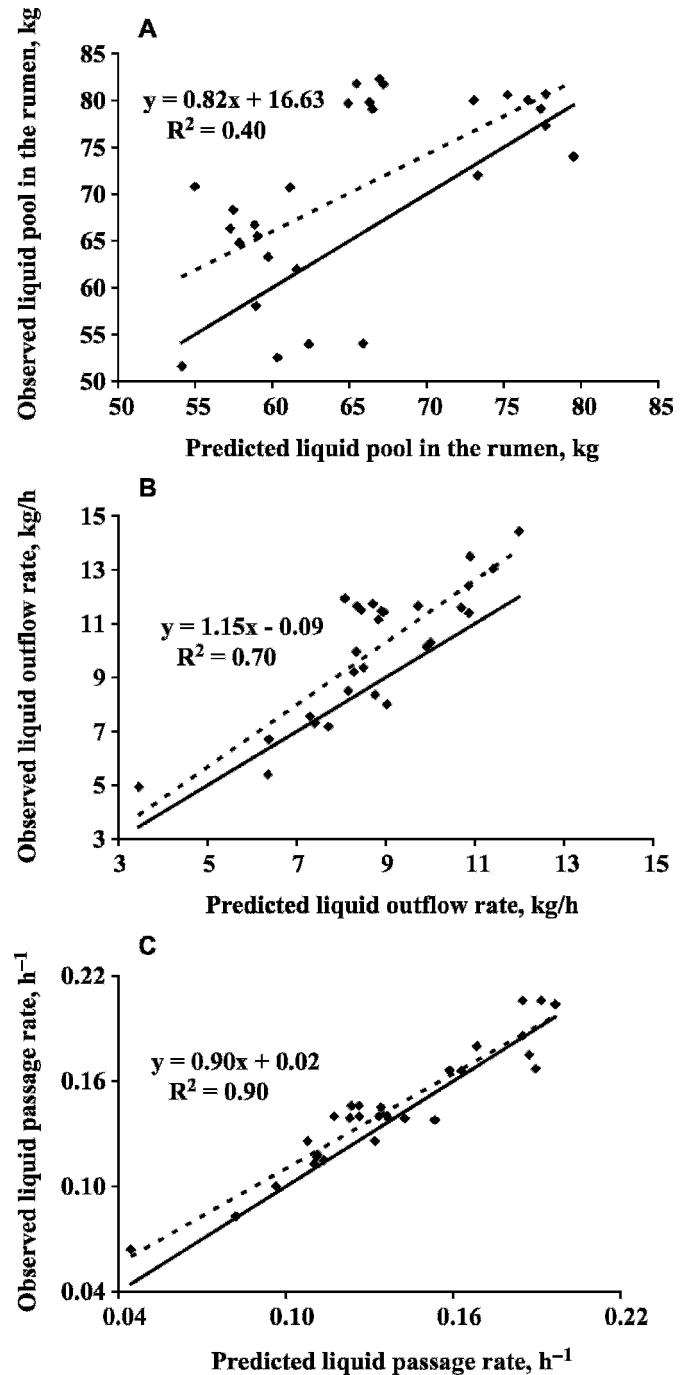 A
Observed liquid pool in the rumen, kg
85
80
75
70
65
60
55
50
y = 0.82x + 16.63
R² = 0.40
50 55 60 65 70 75 80 85
Predicted liquid pool in the rumen, kg
B
Observed liquid outflow rate, kg/h
15
13
11
9
7
5
3
y = 1.15x - 0.09
R² = 0.70
3 5 7 9 11 13 15
Predicted liquid outflow rate, kg/h
C
Observed liquid passage rate, h⁻¹
0.22
0.16
0.10
0.04
y = 0.90x + 0.02
R² = 0.90
0.04 0.10 0.16 0.22
Predicted liquid passage rate, h⁻¹